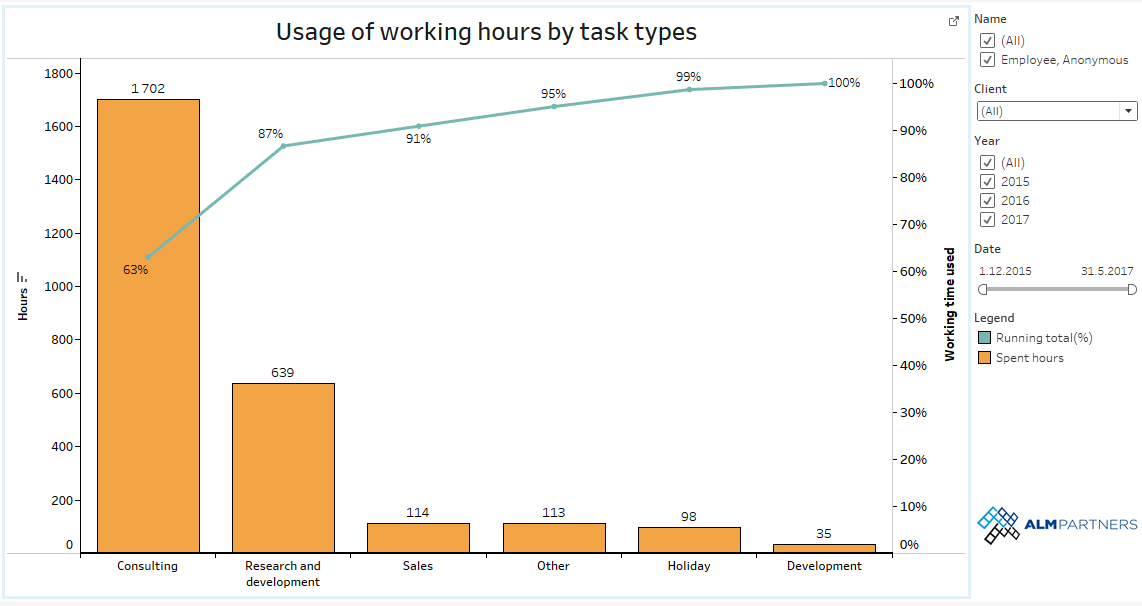 Usage of working hours by task types
Hours
1800
1600
1400
1200
1000
800
600
400
200
0
1 702
639
114
113
98
35
63%
87%
91%
95%
99%
100%
100%
90%
80%
70%
60%
50%
40%
30%
20%
10%
0%
Working time used
Consulting
Research and
development
Sales
Other
Holiday
Development
Name
(All)
Employee, Anonymous
Client
(All)
Year
(All)
2015
2016
2017
Date
1.12.2015 31.5.2017
Legend
Running total(%)
Spent hours
ALMPARTNERS